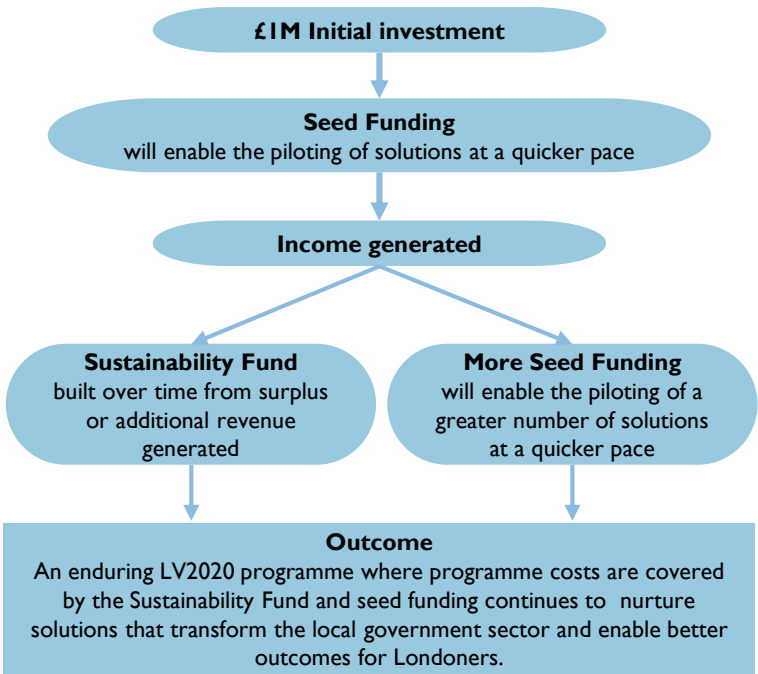 £1M Initial investment
Seed Funding
will enable the piloting of solutions at a quicker pace
Income generated
Sustainability Fund
built over time from surplus
or additional revenue
generated
More Seed Funding
will enable the piloting of a
greater number of solutions
at a quicker pace
Outcome
An enduring LV2020 programme where programme costs are covered
by the Sustainability Fund and seed funding continues to nurture
solutions that transform the local government sector and enable better
outcomes for Londoners.